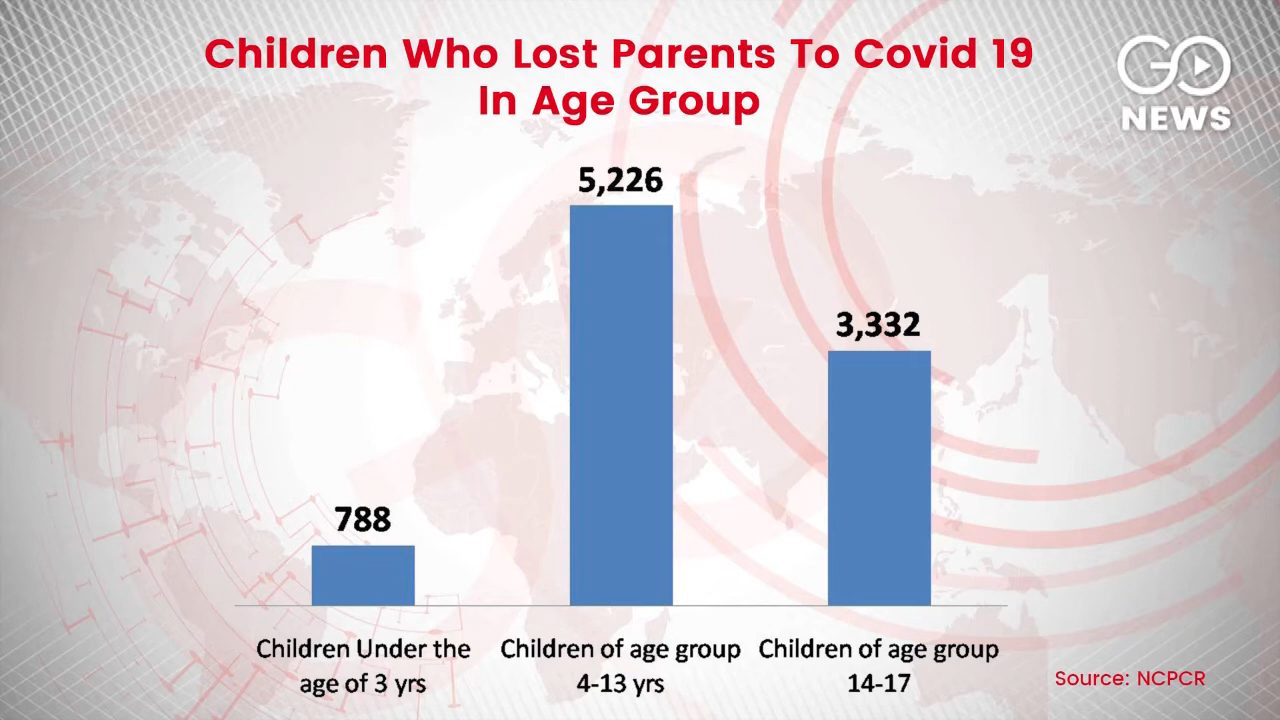 Children Who Lost Parents To Covid 19
In Age Group
GO
NEWS
5,226
3,332
788
Children Under the
age of 3 yrs
Children of age group
4-13 yrs
Children of age group
14-17
Source: NCPCR